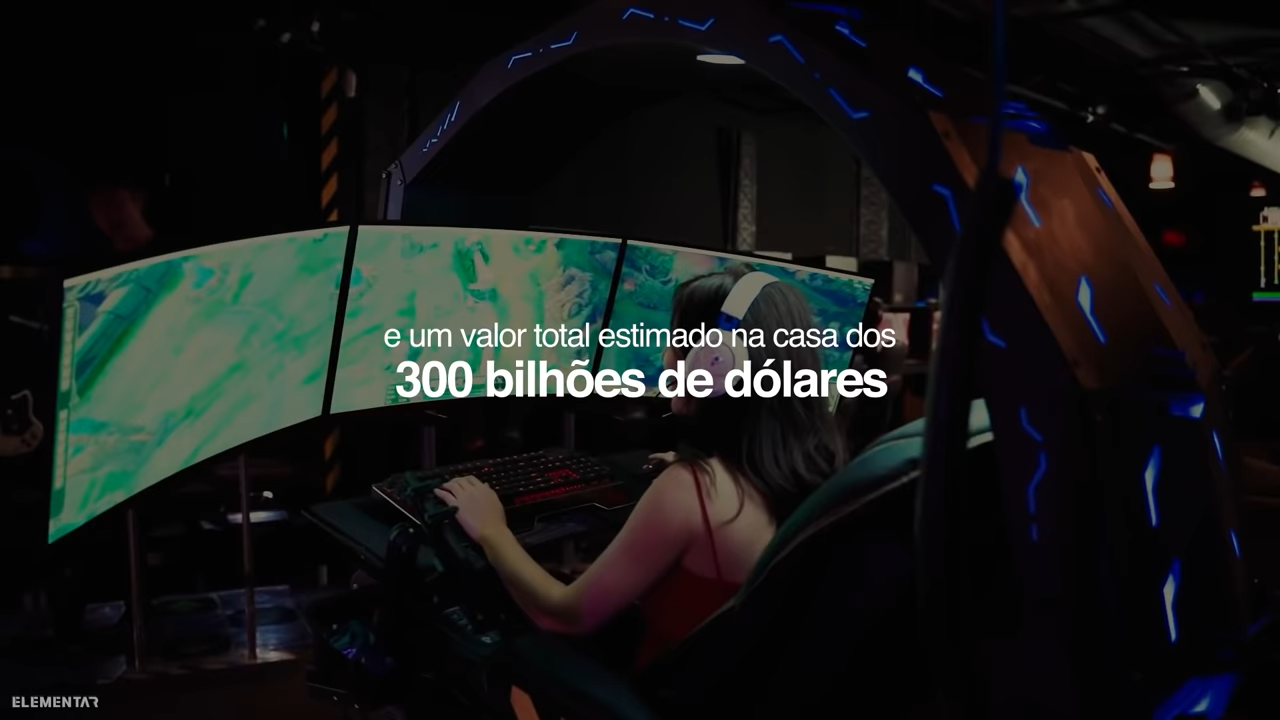 e um valor total estimado na casa dos
300 bilhões de dólares
ELEMENTAR